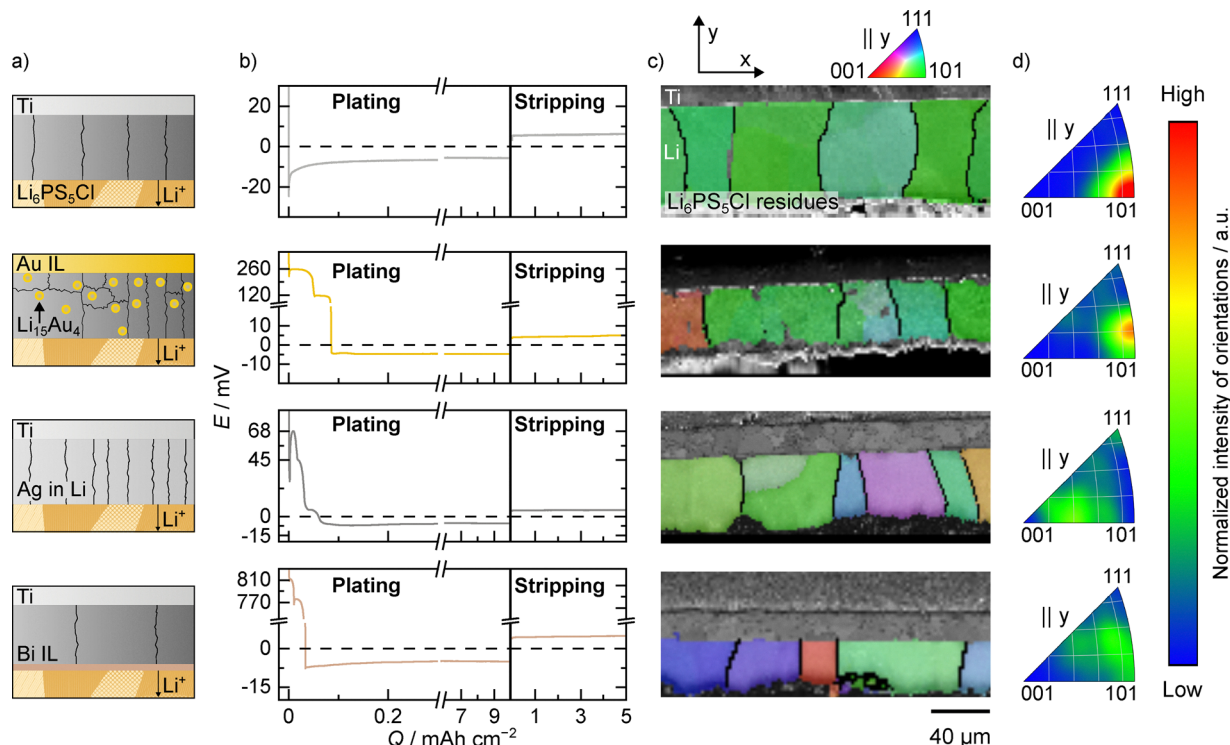 a)
b)
c)
d)
y
x
|| y
111
001
101
Ti
Li₆PS₅Cl
Li⁺
20
0
-20
Plating
Stripping
Ti
Li
Li₆PS₅Cl residues
|| y
111
001
101
High
Au IL
Li₁₅Au₄
Li⁺
260
120
10
0
-10
Plating
Stripping
|| y
111
001
101
E / mV
Ti
Ag in Li
Li⁺
68
45
0
-15
Plating
Stripping
|| y
111
001
101
Normalized intensity of orientations / a.u.
Ti
Bi IL
Li⁺
810
770
0
-15
Plating
Stripping
|| y
111
001
101
Low
0
0.2
7
9
1
3
5
Q / mAh cm⁻²
40 µm